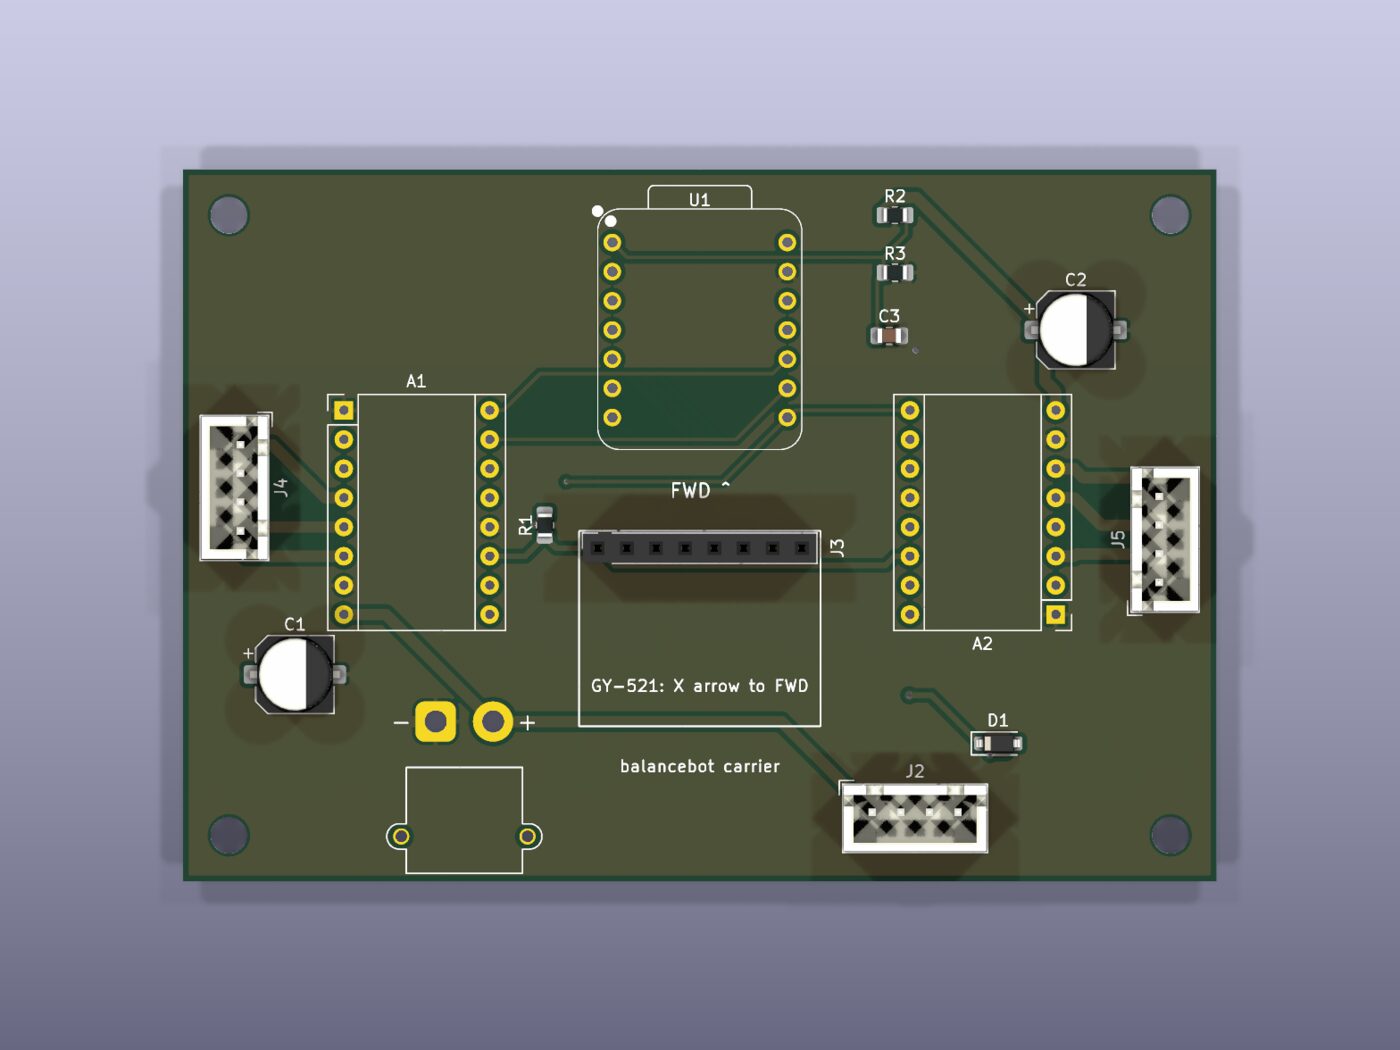 U1
R2
R3
C2
+
C3
A1
J4
FWD ^
R1
J3
J5
C1
+
A2
GY-521: X arrow to FWD
- +
D1
balancebot carrier
J2